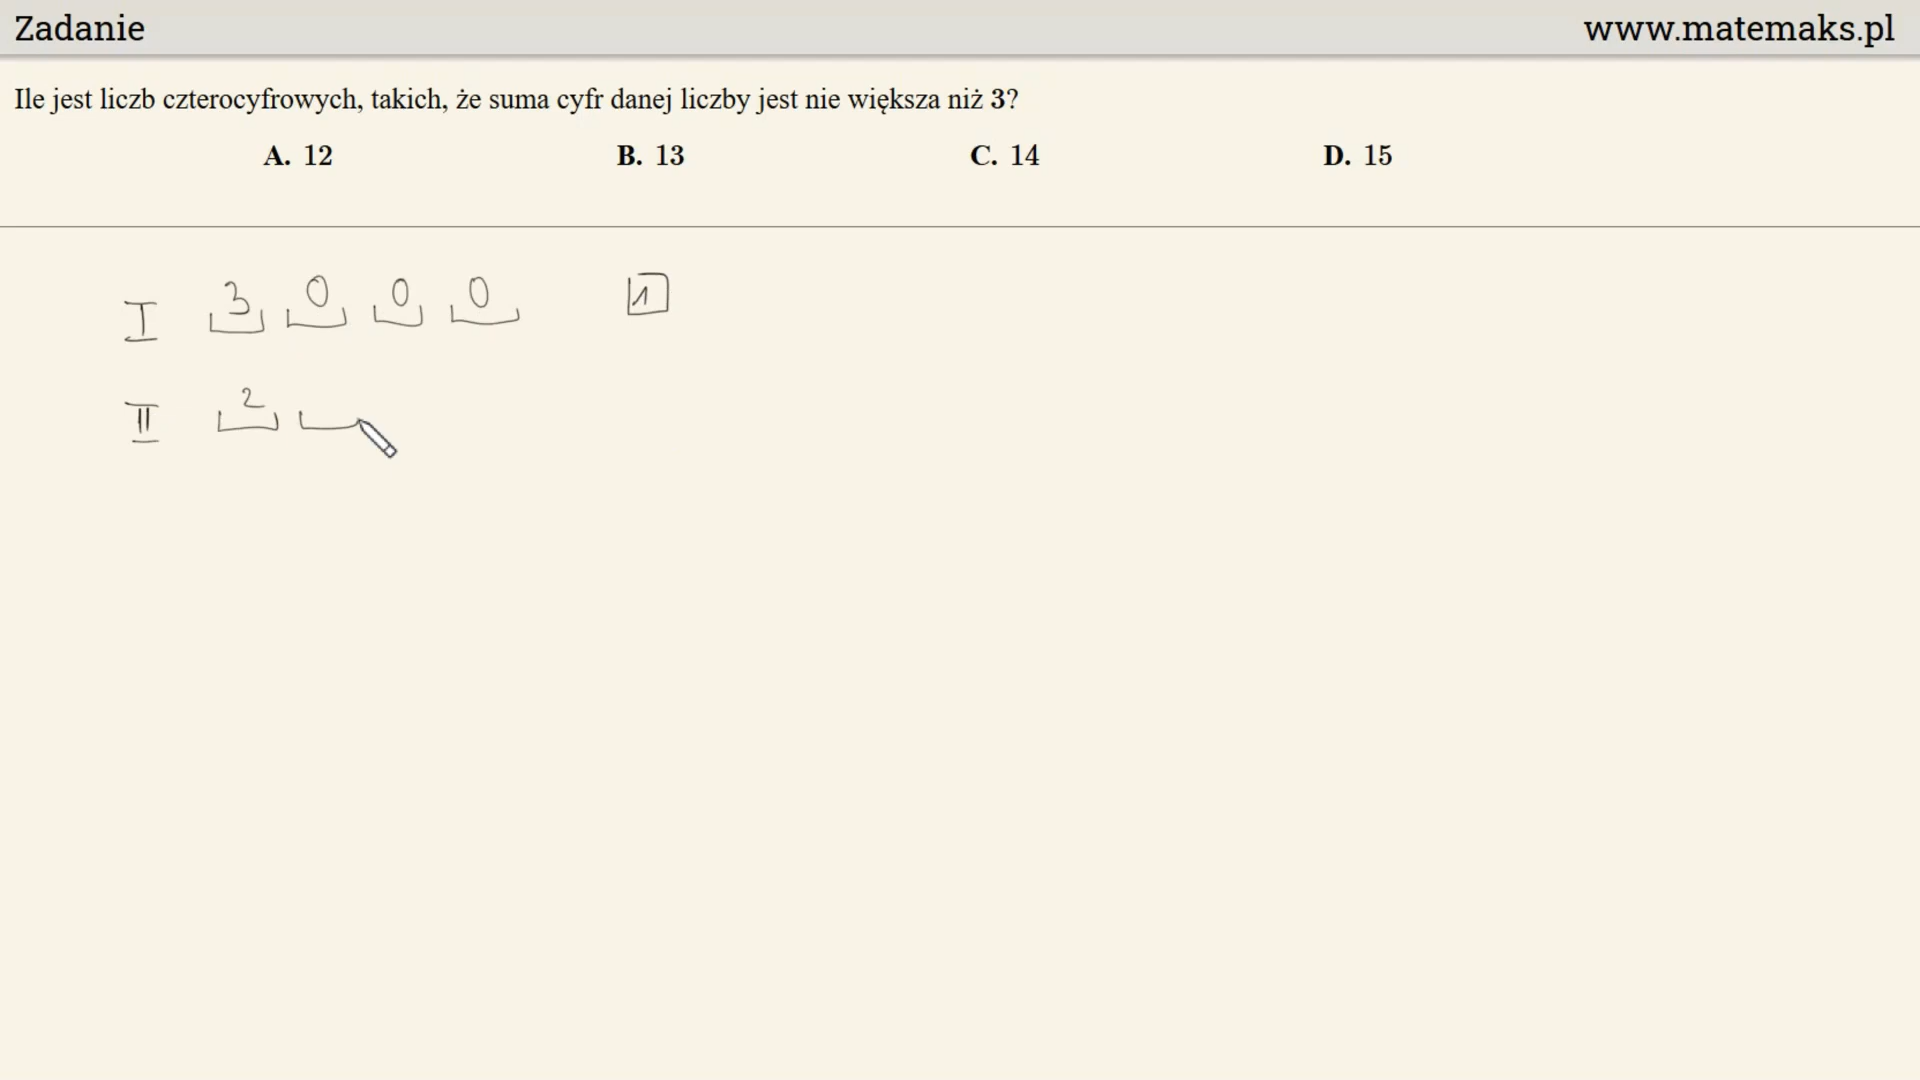 Zadanie
www.matemaks.pl
Ile jest liczb czterocyfrowych, takich, że suma cyfr danej liczby jest nie większa niż 3?
A. 12 B. 13 C. 14 D. 15
I 3 0 0 0 1
II 2